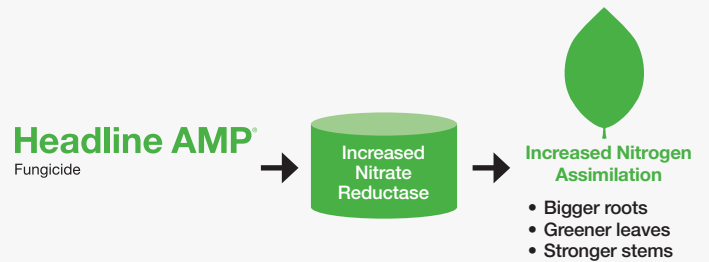 Headline AMP®
Fungicide
Increased
Nitrate
Reductase
Increased Nitrogen
Assimilation
• Bigger roots
• Greener leaves
• Stronger stems